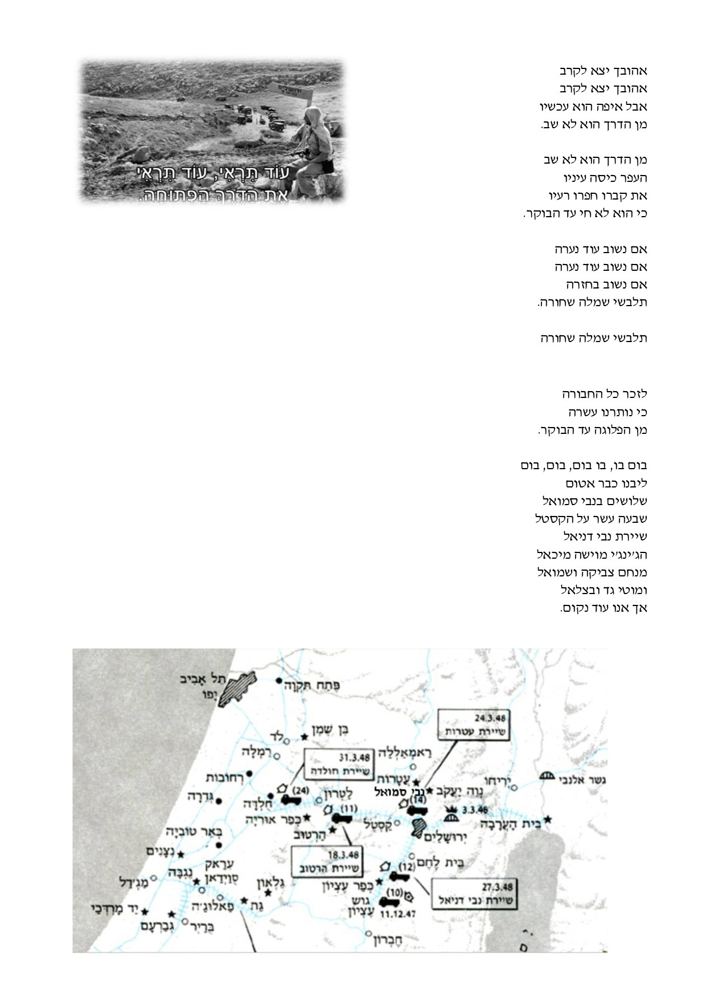 אהובך יצא לקרב
אהובך יצא לקרב
אבל איפה הוא עכשיו
מן הדרך הוא לא שב.
מן הדרך הוא לא שב
העפר כיסה עיניו
את קברו חפרו רעיו
כי הוא לא חי עד הבוקר.
אם נשוב עוד נערה
אם נשוב עוד נערה
אם נשוב בחזרה
תלבשי שמלה שחורה.
תלבשי שמלה שחורה
לזכר כל החבורה
כי נותרנו עשרה
מן הפלוגה עד הבוקר.
בום בו, בו בום, בום, בום
ליבנו כבר אטום
שלושים בנבי סמואל
שבעה עשר על הקסטל
שיירת נבי דניאל
הג'ינג'י מוישה מיכאל
מנחם צביקה ושמואל
ומוטי גד ובצלאל
אך אנו עוד נקום.
ירושלים
עוֹד תִּרְאִי, עוֹד תִּרְאִי
אֶת הַדֶּרֶךְ הַפְּתוּחָה.
תֵּל אָבִיב
יָפוֹ
פֶּתַח תִּקְוָה
24.3.48
שיירת עטרות
בֵּן שֶׁמֶן
לד
רַמְלָה
31.3.48
שיירת חולדה
רַאמַאלְלַה
רְחוֹבוֹת
עֲטָרוֹת
יְרִיחוֹ
גשר אלנבי
נבי סמואל
נְוֵה יַעֲקֹב
(24)
לַטְרוּן
גְּדֵרָה
חֻלְדָּה
(14)
(11)
3.3.48
כְּפַר אוּרִיָּה
קַסְטֶל
בֵּית הָעֲרָבָה
הַרְטוּב
יְרוּשָׁלַיִם
בְּאֵר טוֹבִיָּה
נִצָּנִים
18.3.48
שיירת הרטוב
בֵּית לֶחֶם
עִרַאק
סֻוַיְדַאן
נֶגְבָּה
(12)
מַגְ'דַל
גַּלְאוֹן
כְּפַר עֶצְיוֹן
27.3.48
שיירת נבי דניאל
(10)
גוּשׁ
עֶצְיוֹן
11.12.47
יַד מָרְדְּכַי
פַאלוּגָ'ה
גַּת
גְּבַרְעָם
בֻּרַיְר
חֶבְרוֹן